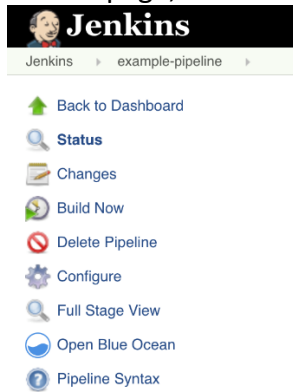 Jenkins
Jenkins example-pipeline
Back to Dashboard
Status
Changes
Build Now
Delete Pipeline
Configure
Full Stage View
Open Blue Ocean
Pipeline Syntax